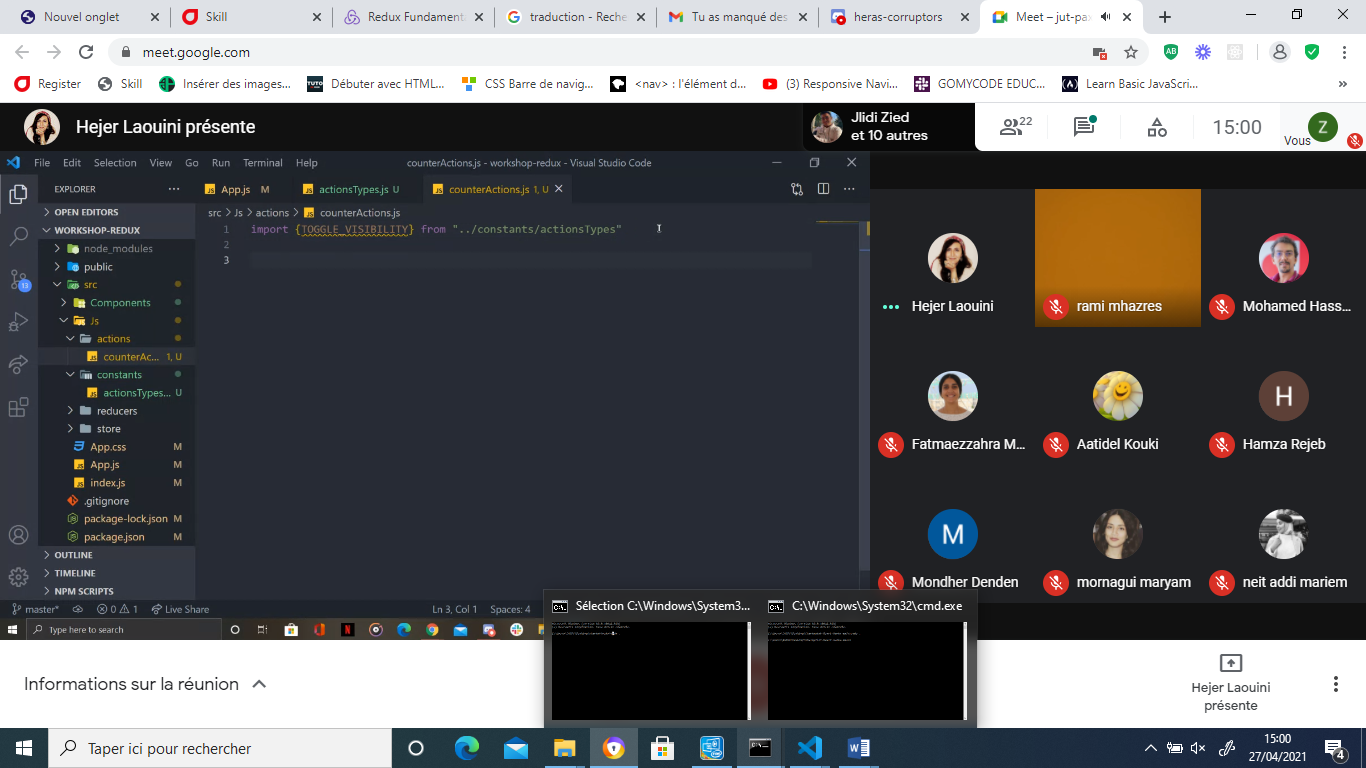 Nouvel onglet
Skill
Redux Fundament
traduction - Reche
Tu as manqué des
heras-corruptors
Meet – jut-pax
meet.google.com
Register
Skill
Insérer des images...
Débuter avec HTML...
CSS Barre de navig...
<nav> : l'élément d...
(3) Responsive Navi...
GOMYCODE EDUC...
Learn Basic JavaScri...
»
Hejer Laouini présente
Jlidi Zied
et 10 autres
22
15:00
Vous
Z
File Edit Selection View Go Run Terminal Help
counterActions.js - workshop-redux - Visual Studio Code
EXPLORER
App.js M
actionsTypes.js U
counterActions.js 1, U
OPEN EDITORS
WORKSHOP-REDUX
node_modules
public
src
Components
Js
actions
counterAc... 1, U
constants
actionsTypes... U
reducers
store
App.css M
App.js M
index.js M
.gitignore
package-lock.json M
package.json M
OUTLINE
TIMELINE
NPM SCRIPTS
13
src > Js > actions > counterActions.js
1 import {TOGGLE_VISIBILITY} from "../constants/actionsTypes"
2
3
master*
0 1
Live Share
Ln 3, Col 1
Spaces: 4
Type here to search
Hejer Laouini
rami mhazres
Mohamed Hass...
Fatmaezzahra M...
Aatidel Kouki
H
Hamza Rejeb
M
Mondher Denden
mornagui maryam
neit addi mariem
Sélection C:\Windows\System3...
C:\Windows\System32\cmd.exe
Informations sur la réunion
Hejer Laouini
présente
Taper ici pour rechercher
15:00
27/04/2021
4